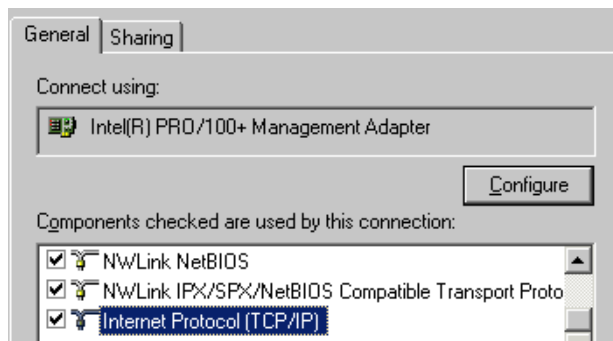 General Sharing
Connect using:
Intel(R) PRO/100+ Management Adapter
Configure
Components checked are used by this connection:
NWLink NetBIOS
NWLink IPX/SPX/NetBIOS Compatible Transport Proto
Internet Protocol (TCP/IP)